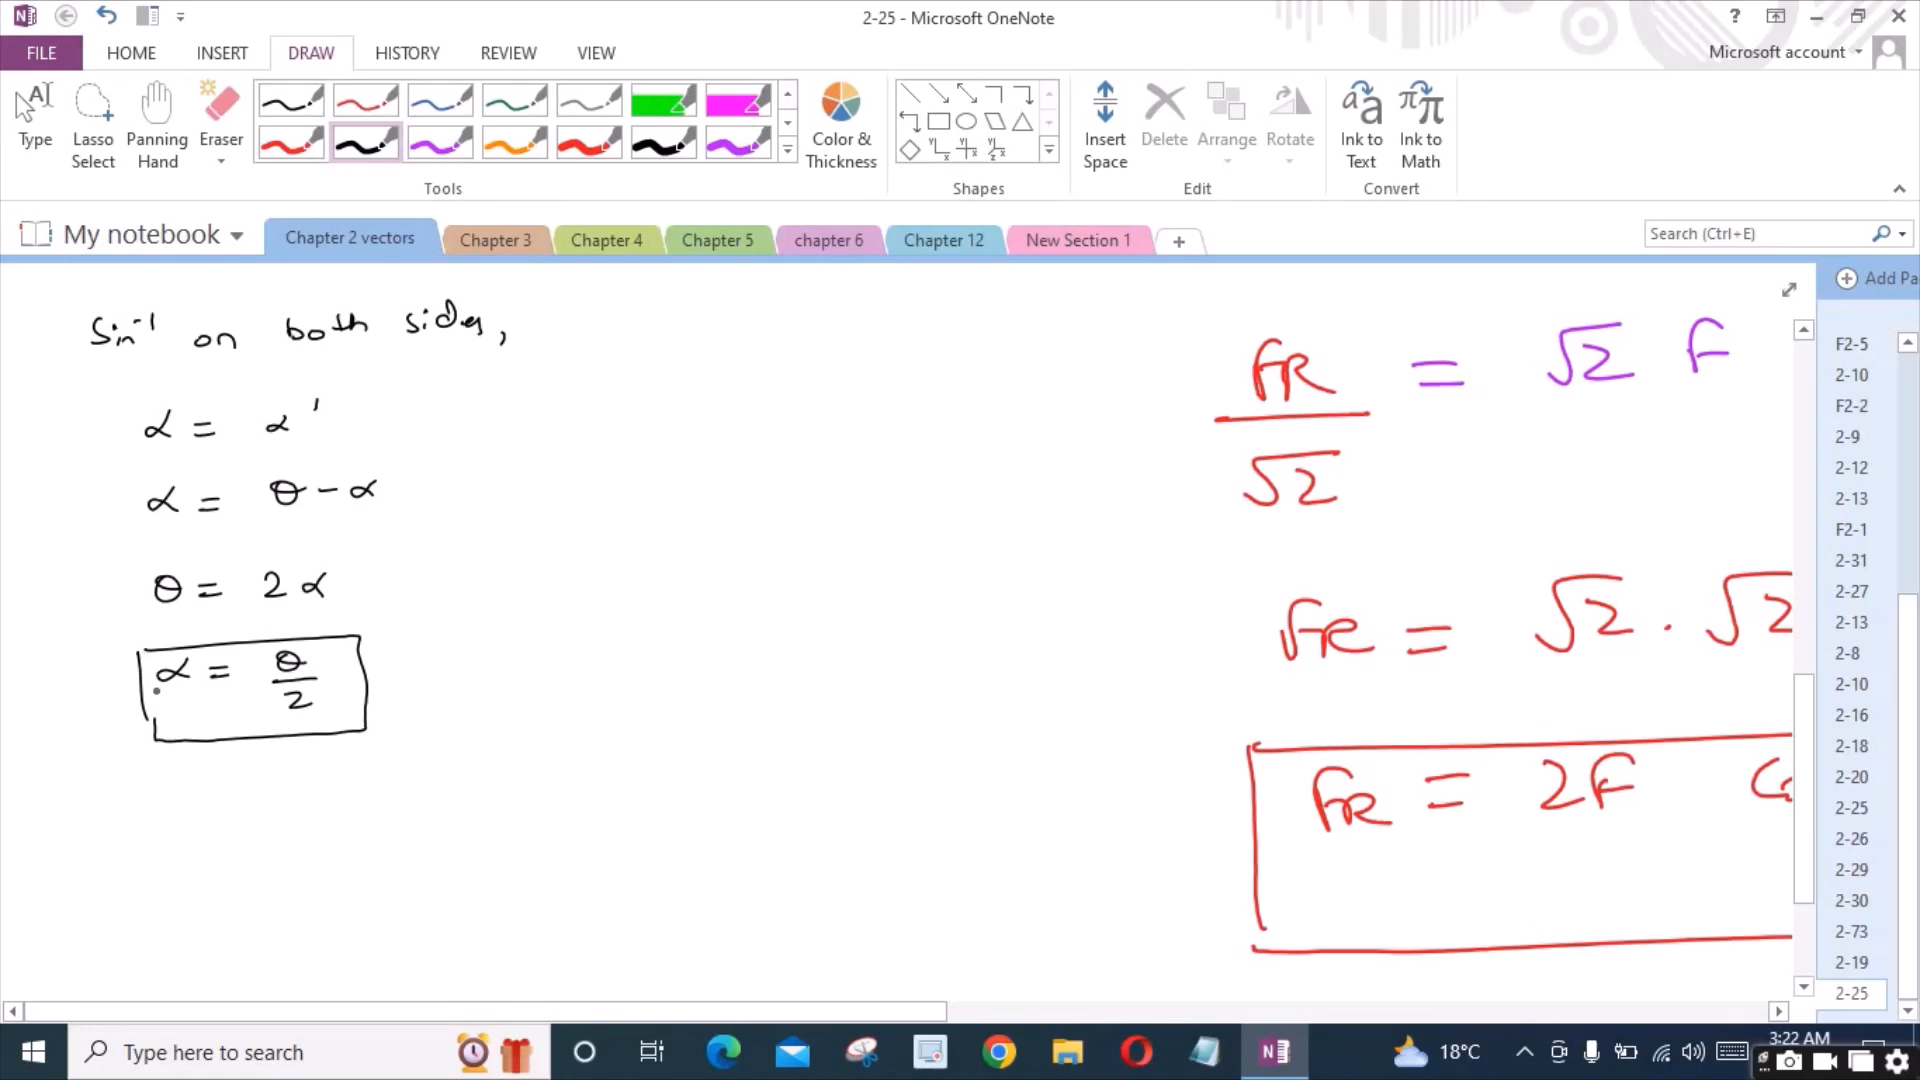 2-25 - Microsoft OneNote
?
FILE HOME INSERT DRAW HISTORY REVIEW VIEW
Microsoft account
Type
Lasso Select
Panning Hand
Eraser
Color & Thickness
Insert Space
Delete
Arrange
Rotate
Ink to Text
Ink to Math
Tools
Shapes
Edit
Convert
My notebook
Chapter 2 vectors
Chapter 3
Chapter 4
Chapter 5
chapter 6
Chapter 12
New Section 1
+
Search (Ctrl+E)
Add Pa
Sin⁻¹ on both sides,
α = α'
α = θ - α
θ = 2α
α = θ/2
FR/√2 = √2 F
FR = √2 . √2
FR = 2F
F2-5
2-10
F2-2
2-9
2-12
2-13
F2-1
2-31
2-27
2-13
2-8
2-10
2-16
2-18
2-20
2-25
2-26
2-29
2-30
2-73
2-19
2-25
Type here to search
18°C
3:22 AM